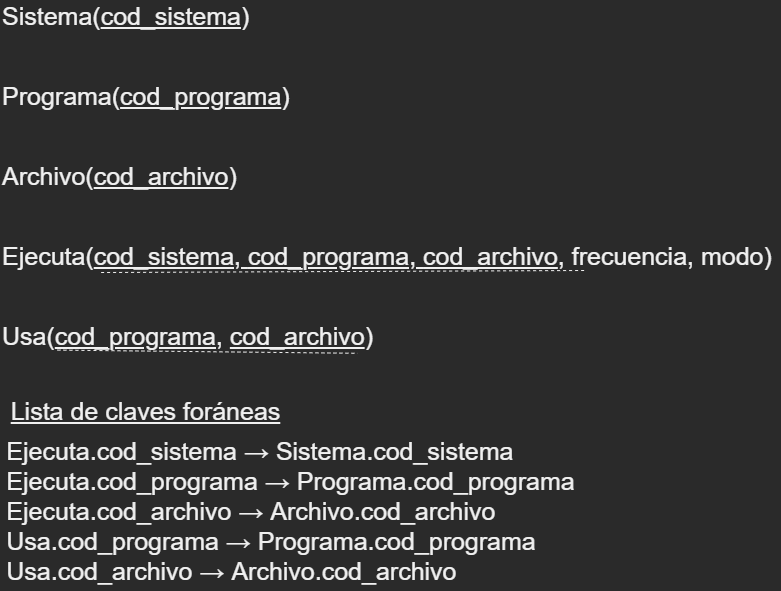 Sistema(cod_sistema)
Programa(cod_programa)
Archivo(cod_archivo)
Ejecuta(cod_sistema, cod_programa, cod_archivo, frecuencia, modo)
Usa(cod_programa, cod_archivo)
Lista de claves foráneas
Ejecuta.cod_sistema → Sistema.cod_sistema
Ejecuta.cod_programa → Programa.cod_programa
Ejecuta.cod_archivo → Archivo.cod_archivo
Usa.cod_programa → Programa.cod_programa
Usa.cod_archivo → Archivo.cod_archivo